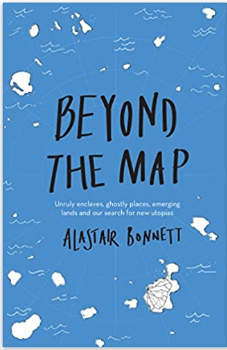 BEYOND
THE MAP
Unruly enclaves, ghostly places, emerging
lands and our search for new utopias
ALASTAIR BONNETT